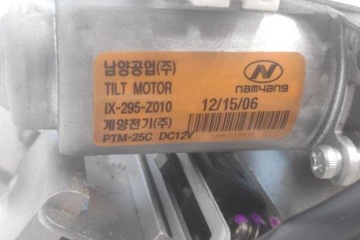 남양공업(주)
TILT MOTOR
IX-295-Z010
계양전기(주)
PTM-25C DC12V
N
namyang
12/15/06